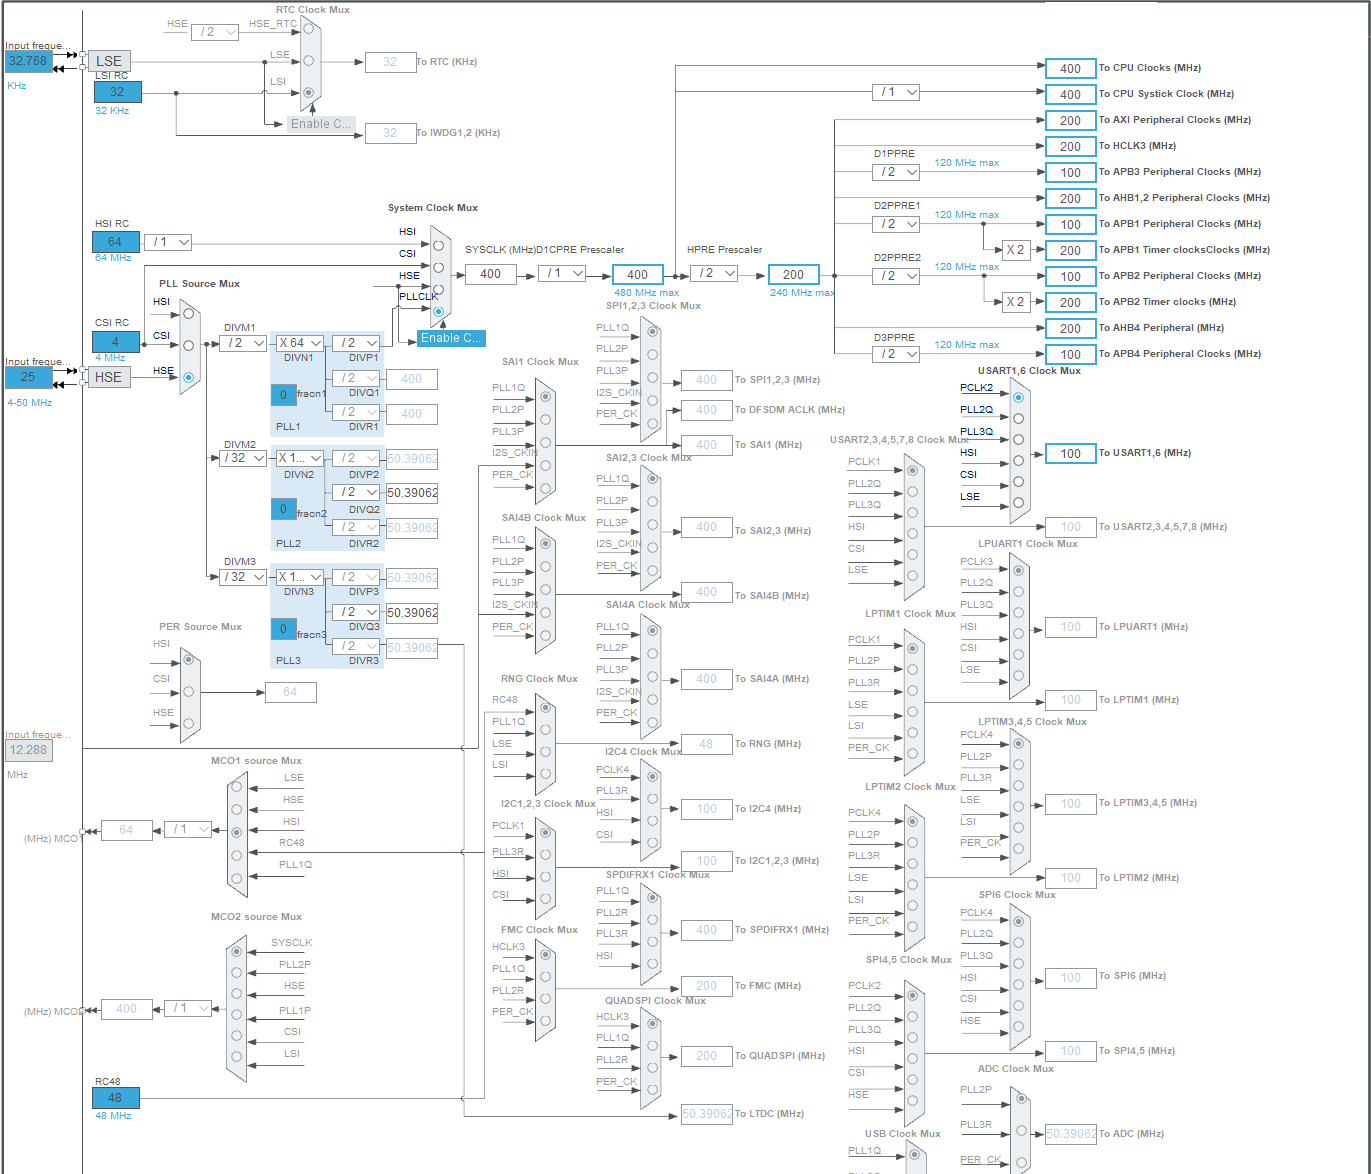 RTC Clock Mux
HSE
/ 2
HSE_RTC
Input freque...
32.768
KHz
LSE
LSE
LSI RC
32
32 KHz
LSI
32
To RTC (KHz)
Enable C...
32
To IWDG1,2 (KHz)
400
To CPU Clocks (MHz)
/ 1
400
To CPU Systick Clock (MHz)
200
To AXI Peripheral Clocks (MHz)
200
To HCLK3 (MHz)
D1PPRE
/ 2
120 MHz max
100
To APB3 Peripheral Clocks (MHz)
200
To AHB1,2 Peripheral Clocks (MHz)
D2PPRE1
/ 2
120 MHz max
100
To APB1 Peripheral Clocks (MHz)
X 2
200
To APB1 Timer clocksClocks (MHz)
D2PPRE2
/ 2
120 MHz max
100
To APB2 Peripheral Clocks (MHz)
X 2
200
To APB2 Timer clocks (MHz)
200
To AHB4 Peripheral (MHz)
D3PPRE
/ 2
120 MHz max
100
To APB4 Peripheral Clocks (MHz)
System Clock Mux
HSI RC
64
64 MHz
/ 1
HSI
CSI
HSE
PLLCLK
Enable C...
SYSCLK (MHz)
400
D1CPRE Prescaler
/ 1
400
480 MHz max
HPRE Prescaler
/ 2
200
240 MHz max
PLL Source Mux
HSI
CSI
HSE
CSI RC
4
4 MHz
Input freque...
25
4-50 MHz
HSE
DIVM1
/ 2
X 64
DIVN1
/ 2
DIVP1
0
fracn1
/ 2
400
DIVQ1
/ 2
400
PLL1
DIVR1
DIVM2
/ 32
X 1...
DIVN2
/ 2
50.39062
DIVP2
0
fracn2
/ 2
50.39062
DIVQ2
/ 2
50.39062
PLL2
DIVR2
DIVM3
/ 32
X 1...
DIVN3
/ 2
50.39062
DIVP3
0
fracn3
/ 2
50.39062
DIVQ3
/ 2
50.39062
PLL3
DIVR3
PER Source Mux
HSI
CSI
HSE
64
Input freque...
12.288
MHz
MCO1 source Mux
LSE
HSE
HSI
RC48
PLL1Q
(MHz) MCO1
64
/ 1
MCO2 source Mux
SYSCLK
PLL2P
HSE
PLL1P
CSI
LSI
400
/ 1
RC48
48
48 MHz
SAI1 Clock Mux
PLL1Q
PLL2P
PLL3P
I2S_CKIN
PER_CK
400
To SAI1 (MHz)
SAI4B Clock Mux
PLL1Q
PLL2P
PLL3P
I2S_CKIN
PER_CK
400
To SAI4B (MHz)
RNG Clock Mux
RC48
PLL1Q
LSE
LSI
48
To RNG (MHz)
I2C1,2,3 Clock Mux
PCLK1
PLL3R
HSI
CSI
100
To I2C1,2,3 (MHz)
FMC Clock Mux
HCLK3
PLL1Q
PLL2R
PER_CK
200
To FMC (MHz)
SPI1,2,3 Clock Mux
PLL1Q
PLL2P
PLL3P
I2S_CKIN
PER_CK
400
To SPI1,2,3 (MHz)
400
To DFSDM ACLK (MHz)
SAI2,3 Clock Mux
PLL1Q
PLL2P
PLL3P
I2S_CKIN
PER_CK
400
To SAI2,3 (MHz)
SAI4A Clock Mux
PLL1Q
PLL2P
PLL3P
I2S_CKIN
PER_CK
400
To SAI4A (MHz)
I2C4 Clock Mux
PCLK4
PLL3R
HSI
CSI
100
To I2C4 (MHz)
SPDIFRX1 Clock Mux
PLL1Q
PLL2R
PLL3R
HSI
400
To SPDIFRX1 (MHz)
QUADSPI Clock Mux
HCLK3
PLL1Q
PLL2R
PER_CK
200
To QUADSPI (MHz)
50.39062
To LTDC (MHz)
USART1,6 Clock Mux
PCLK2
PLL2Q
PLL3Q
HSI
CSI
LSE
100
To USART1,6 (MHz)
USART2,3,4,5,7,8 Clock Mux
PCLK1
PLL2Q
PLL3Q
HSI
CSI
LSE
100
To USART2,3,4,5,7,8 (MHz)
LPUART1 Clock Mux
PCLK3
PLL2Q
PLL3Q
HSI
CSI
LSE
100
To LPUART1 (MHz)
LPTIM1 Clock Mux
PCLK1
PLL2P
PLL3R
LSE
LSI
PER_CK
100
To LPTIM1 (MHz)
LPTIM3,4,5 Clock Mux
PCLK4
PLL2P
PLL3R
LSE
LSI
PER_CK
100
To LPTIM3,4,5 (MHz)
LPTIM2 Clock Mux
PCLK4
PLL2P
PLL3R
LSE
LSI
PER_CK
100
To LPTIM2 (MHz)
SPI6 Clock Mux
PCLK4
PLL2Q
PLL3Q
HSI
CSI
HSE
100
To SPI6 (MHz)
SPI4,5 Clock Mux
PCLK2
PLL2Q
PLL3Q
HSI
CSI
HSE
100
To SPI4,5 (MHz)
ADC Clock Mux
PLL2P
PLL3R
PER_CK
50.39062
To ADC (MHz)
USB Clock Mux
PLL1Q